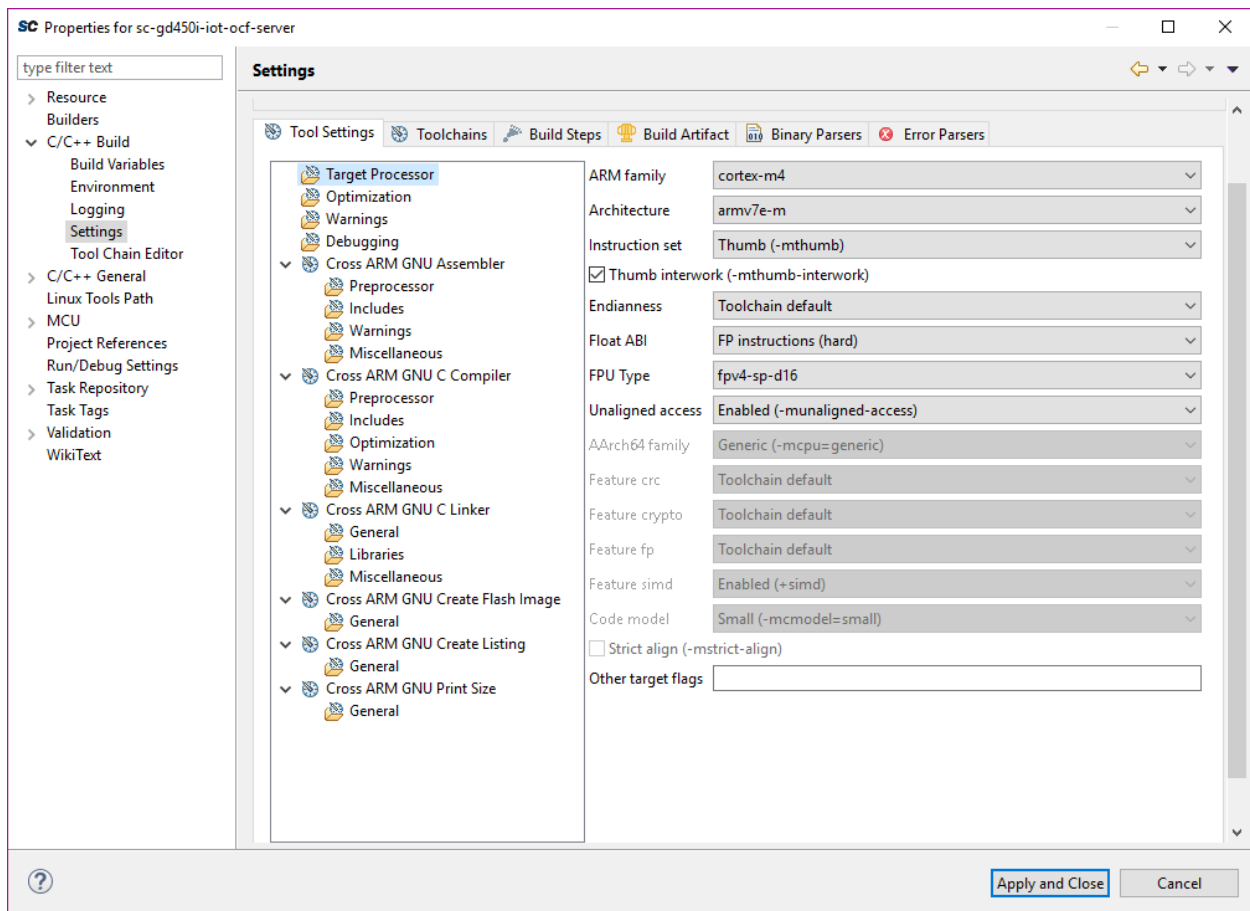 SC Properties for sc-gd450i-iot-ocf-server
type filter text
Resource
Builders
C/C++ Build
Build Variables
Environment
Logging
Settings
Tool Chain Editor
C/C++ General
Linux Tools Path
MCU
Project References
Run/Debug Settings
Task Repository
Task Tags
Validation
WikiText
Settings
Tool Settings
Toolchains
Build Steps
Build Artifact
010 Binary Parsers
Error Parsers
Target Processor
Optimization
Warnings
Debugging
Cross ARM GNU Assembler
Preprocessor
Includes
Warnings
Miscellaneous
Cross ARM GNU C Compiler
Preprocessor
Includes
Optimization
Warnings
Miscellaneous
Cross ARM GNU C Linker
General
Libraries
Miscellaneous
Cross ARM GNU Create Flash Image
General
Cross ARM GNU Create Listing
General
Cross ARM GNU Print Size
General
ARM family cortex-m4
Architecture armv7e-m
Instruction set Thumb (-mthumb)
Thumb interwork (-mthumb-interwork)
Endianness Toolchain default
Float ABI FP instructions (hard)
FPU Type fpv4-sp-d16
Unaligned access Enabled (-munaligned-access)
AArch64 family Generic (-mcpu=generic)
Feature crc Toolchain default
Feature crypto Toolchain default
Feature fp Toolchain default
Feature simd Enabled (+simd)
Code model Small (-mcmodel=small)
Strict align (-mstrict-align)
Other target flags
?
Apply and Close
Cancel